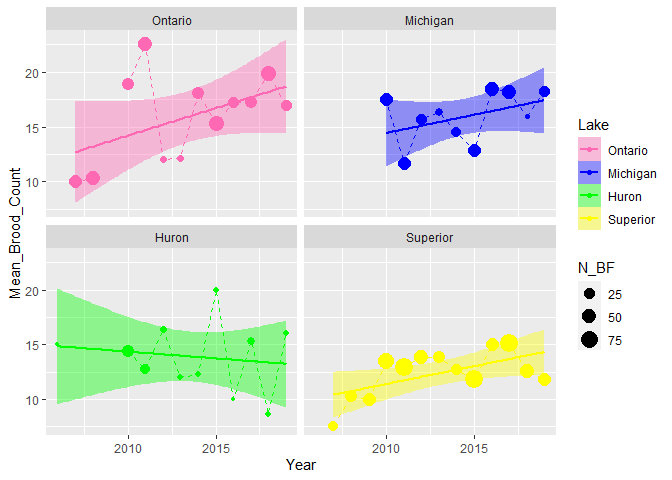 Ontario
Michigan
20
15
10
Huron
Superior
20
15
10
2010
2015
2010
2015
Year
Mean_Brood_Count
Lake
Ontario
Michigan
Huron
Superior
N_BF
25
50
75